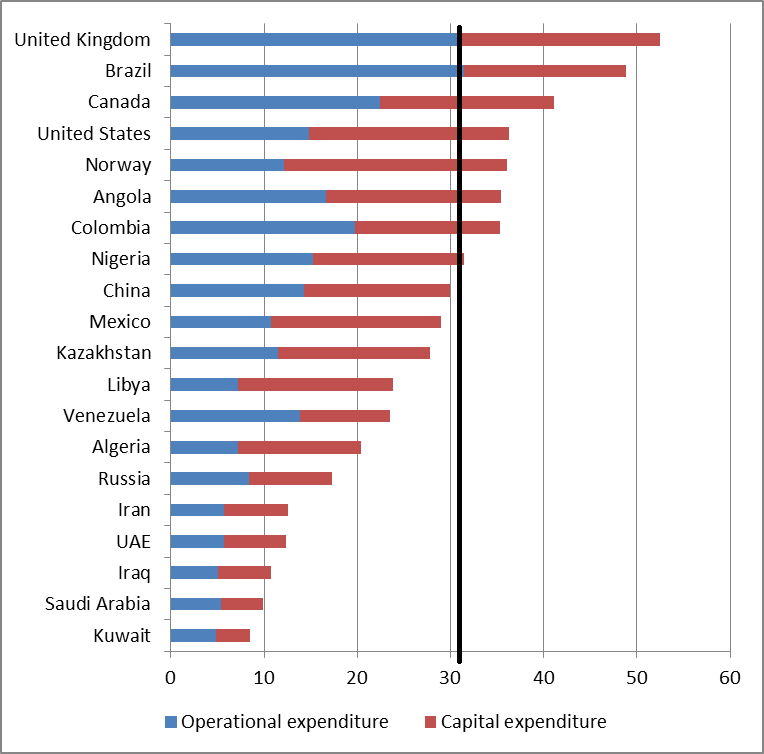 United Kingdom
Brazil
Canada
United States
Norway
Angola
Colombia
Nigeria
China
Mexico
Kazakhstan
Libya
Venezuela
Algeria
Russia
Iran
UAE
Iraq
Saudi Arabia
Kuwait
0 10 20 30 40 50 60
Operational expenditure Capital expenditure